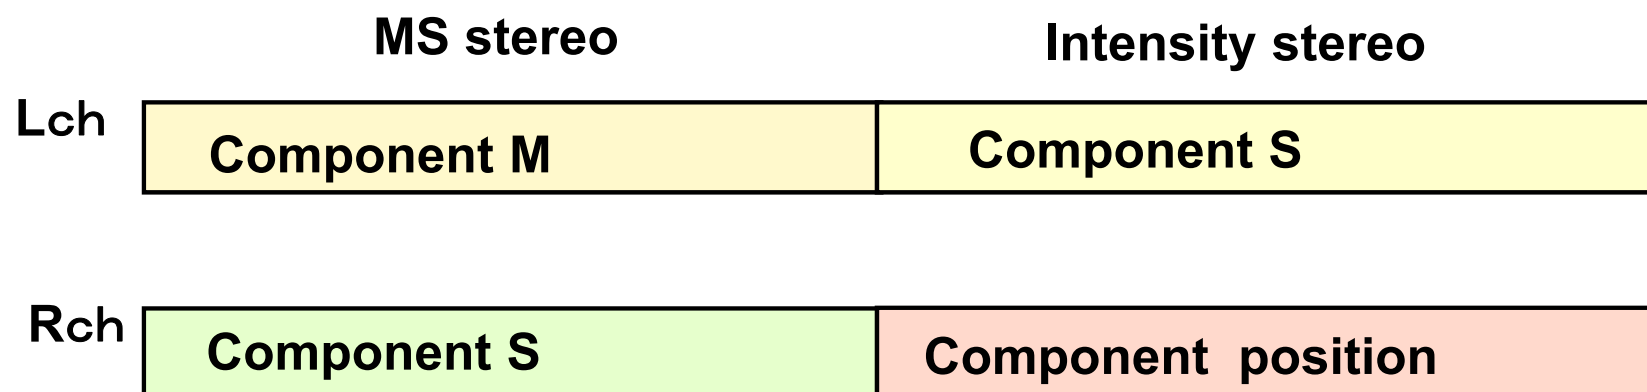 MS stereo
Intensity stereo
Lch
Component M
Component S
Rch
Component S
Component position